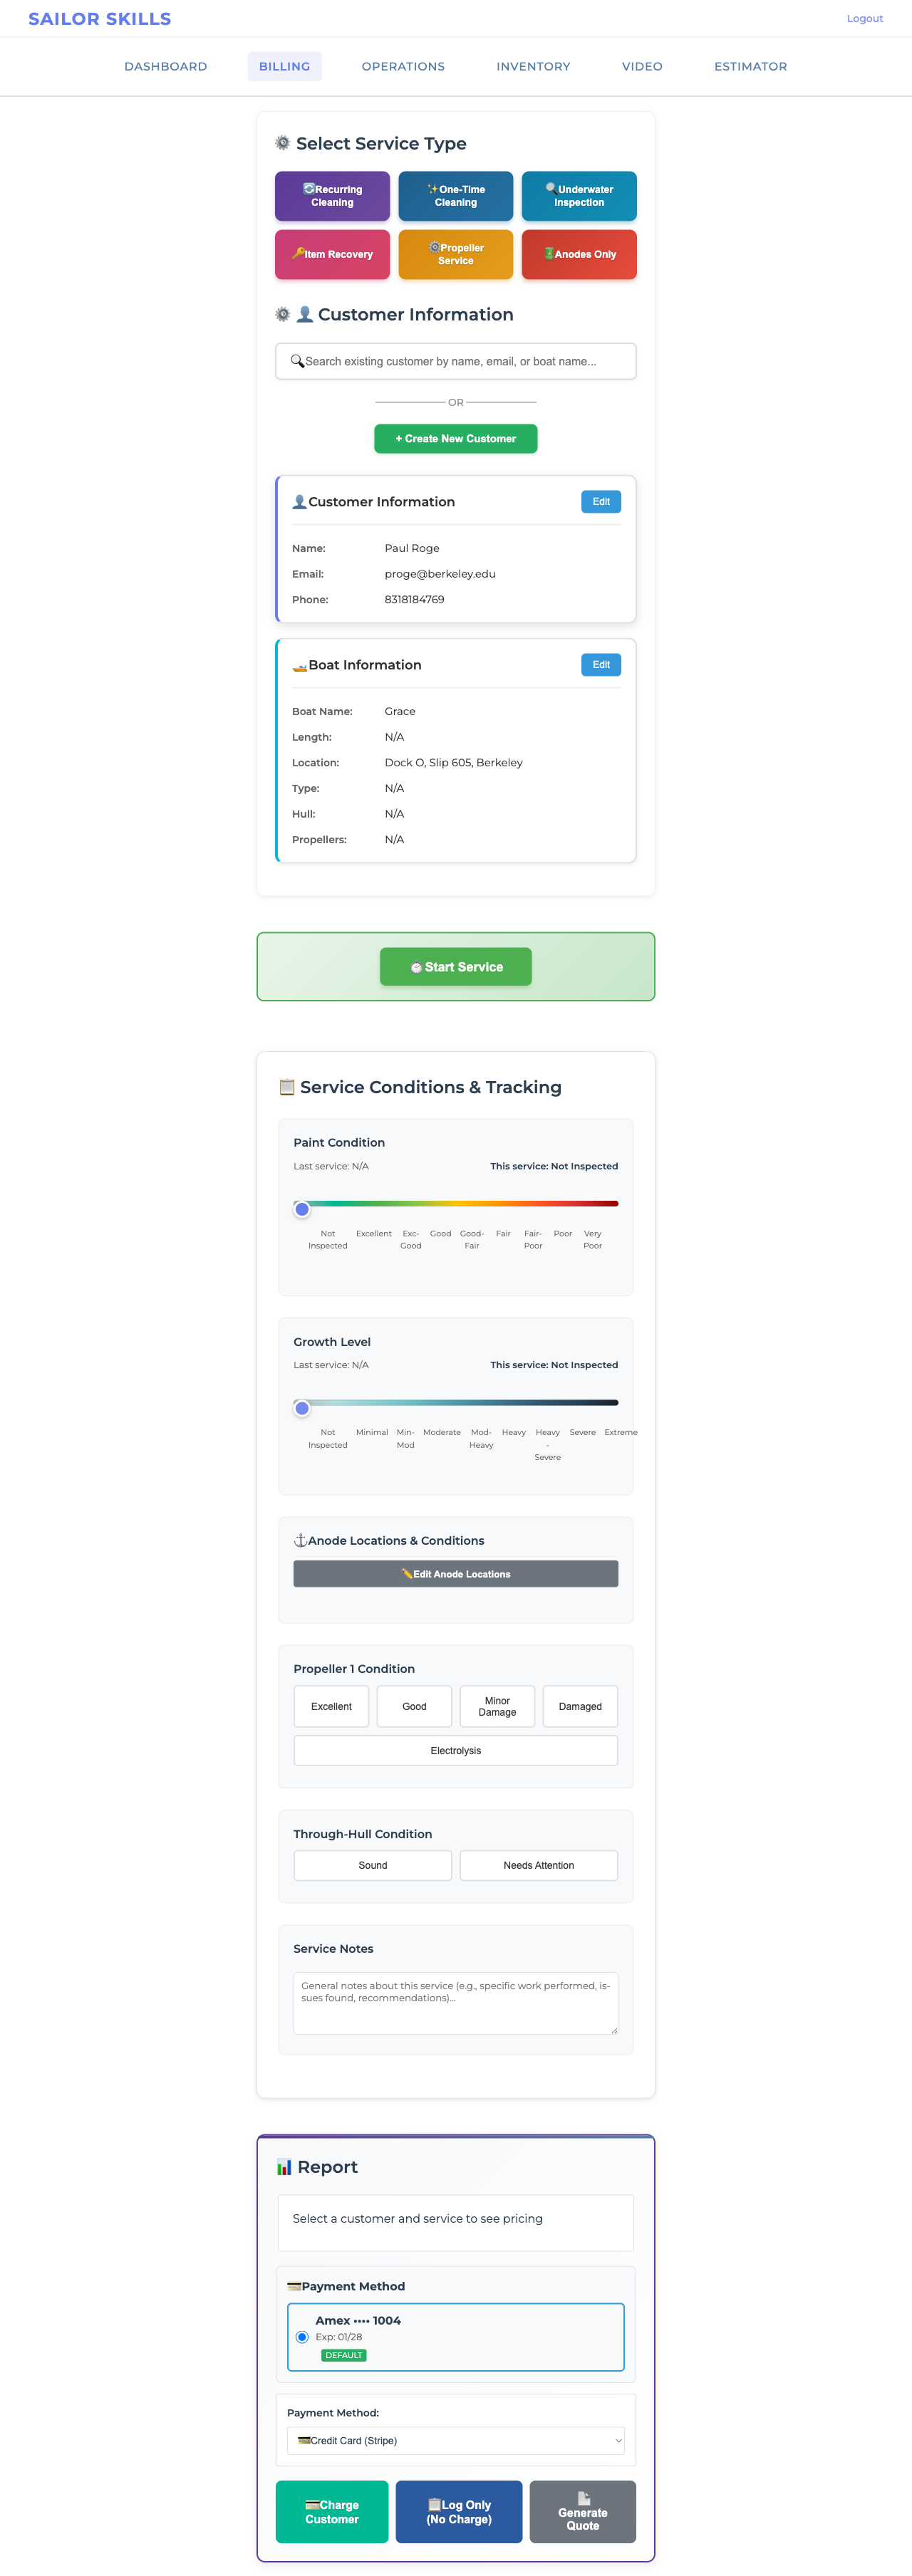 SAILOR SKILLS
Logout
DASHBOARD
BILLING
OPERATIONS
INVENTORY
VIDEO
ESTIMATOR
Select Service Type
Recurring
Cleaning
One-Time
Cleaning
Underwater
Inspection
Item Recovery
Propeller
Service
Anodes Only
Customer Information
Search existing customer by name, email, or boat name...
OR
+ Create New Customer
Customer Information
Edit
Name: Paul Roge
Email: proge@berkeley.edu
Phone: 8318184769
Boat Information
Edit
Boat Name: Grace
Length: N/A
Location: Dock O, Slip 605, Berkeley
Type: N/A
Hull: N/A
Propellers: N/A
Start Service
Service Conditions & Tracking
Paint Condition
Last service: N/A
This service: Not Inspected
Not
Inspected
Excellent
Exc-
Good
Good
Good-
Fair
Fair
Fair-
Poor
Poor
Very
Poor
Growth Level
Last service: N/A
This service: Not Inspected
Not
Inspected
Minimal
Min-
Mod
Moderate
Mod-
Heavy
Heavy
Heavy
-
Severe
Severe
Extreme
Anode Locations & Conditions
Edit Anode Locations
Propeller 1 Condition
Excellent
Good
Minor
Damage
Damaged
Electrolysis
Through-Hull Condition
Sound
Needs Attention
Service Notes
General notes about this service (e.g., specific work performed, is-
sues found, recommendations)...
Report
Select a customer and service to see pricing
Payment Method
Amex •••• 1004
Exp: 01/28
DEFAULT
Payment Method:
Credit Card (Stripe)
Charge
Customer
Log Only
(No Charge)
Generate
Quote